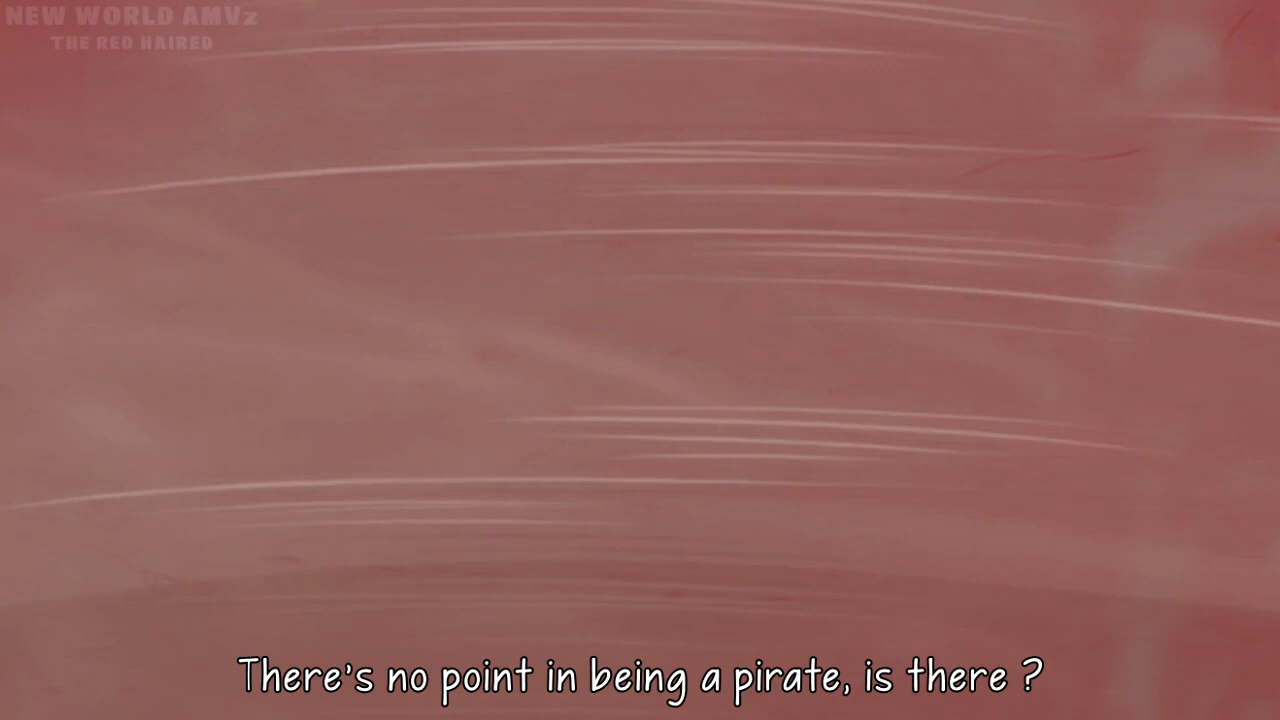 NEW WORLD AMVz
THE RED HAIRED
There's no point in being a pirate, is there ?